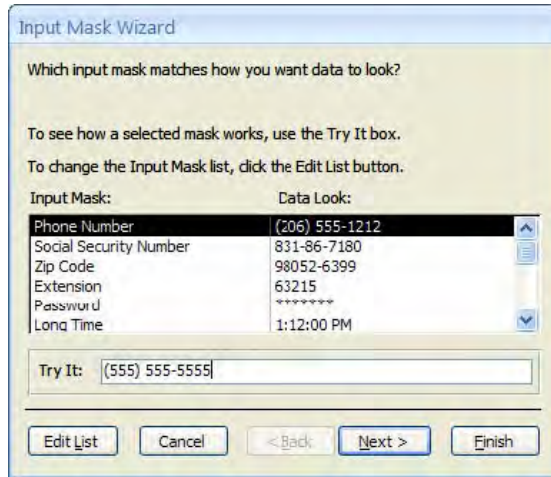 Input Mask Wizard
Which input mask matches how you want data to look?
To see how a selected mask works, use the Try It box.
To change the Input Mask list, click the Edit List button.
Input Mask: Data Look:
Phone Number (206) 555-1212
Social Security Number 831-86-7180
Zip Code 98052-6399
Extension 63215
Password *******
Long Time 1:12:00 PM
Try It: (555) 555-5555
Edit List Cancel < Back Next > Finish